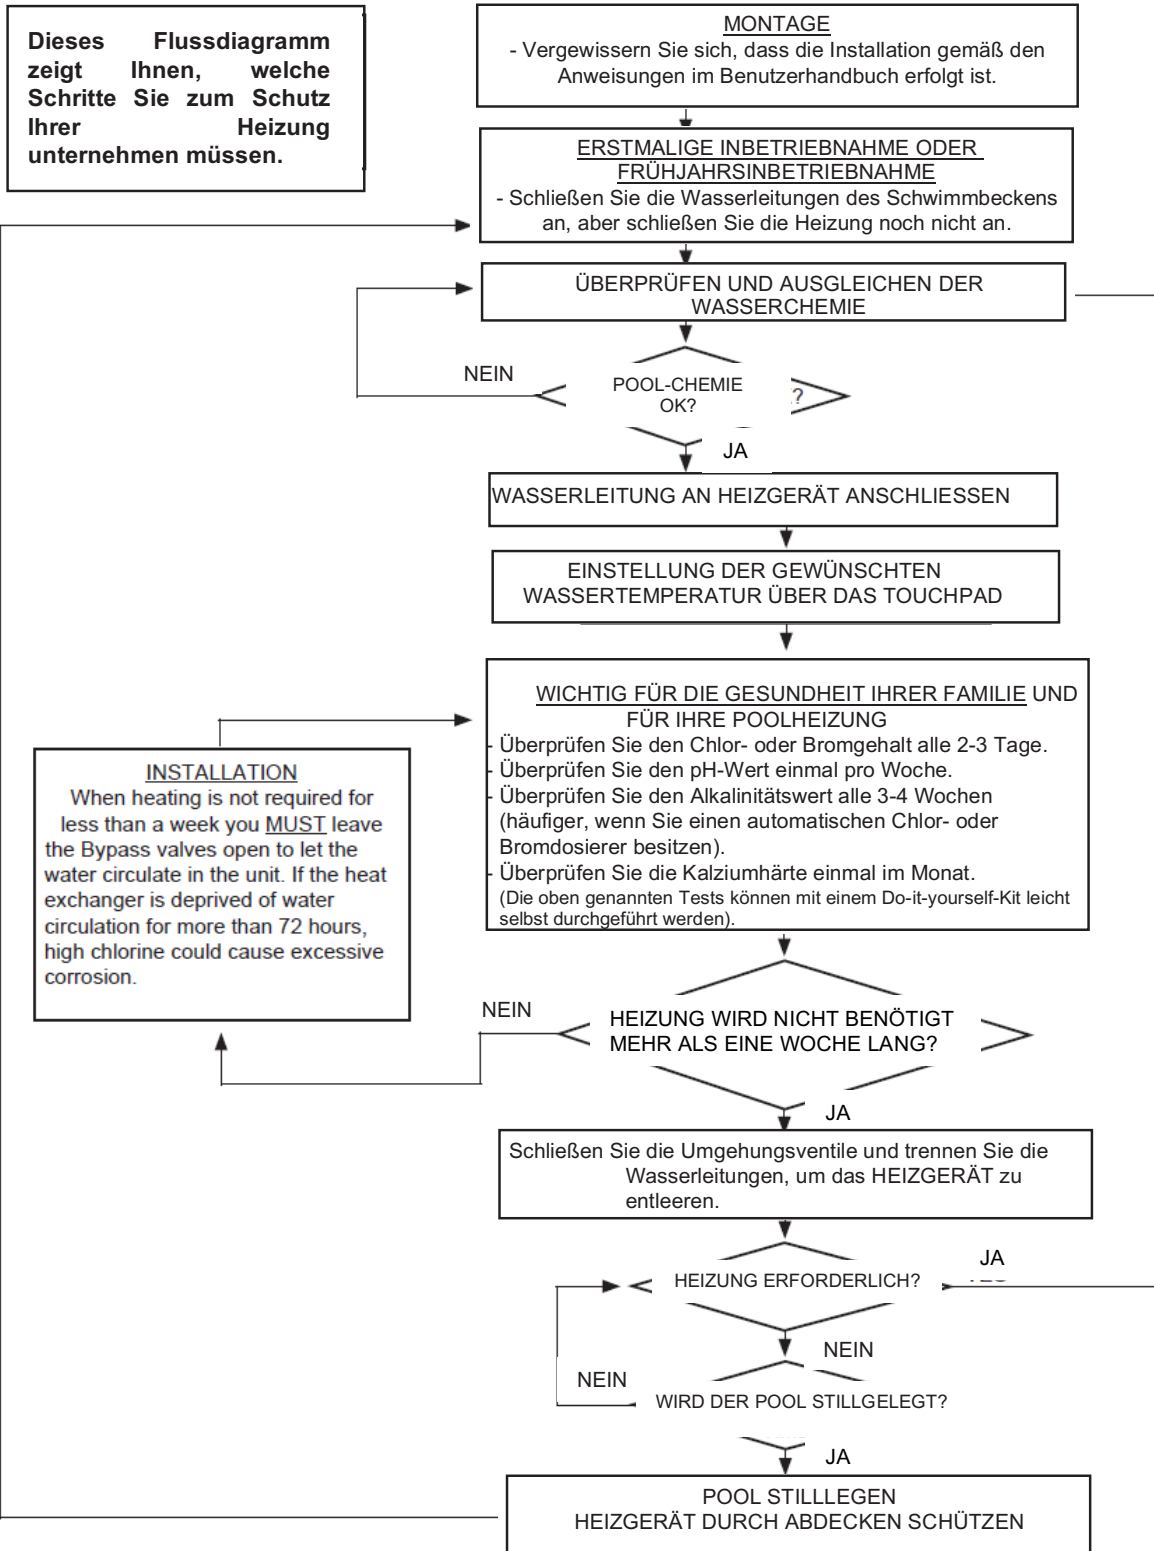 Dieses Flussdiagramm
zeigt Ihnen, welche
Schritte Sie zum Schutz
Ihrer Heizung
unternehmen müssen.
MONTAGE
- Vergewissern Sie sich, dass die Installation gemäß den
Anweisungen im Benutzerhandbuch erfolgt ist.
ERSTMALIGE INBETRIEBNAHME ODER
FRÜHJAHRSINBETRIEBNAHME
- Schließen Sie die Wasserleitungen des Schwimmbeckens
an, aber schließen Sie die Heizung noch nicht an.
ÜBERPRÜFEN UND AUSGLEICHEN DER
WASSERCHEMIE
NEIN
POOL-CHEMIE
OK?
?
JA
WASSERLEITUNG AN HEIZGERÄT ANSCHLIESSEN
EINSTELLUNG DER GEWÜNSCHTEN
WASSERTEMPERATUR ÜBER DAS TOUCHPAD
WICHTIG FÜR DIE GESUNDHEIT IHRER FAMILIE UND
FÜR IHRE POOLHEIZUNG
- Überprüfen Sie den Chlor- oder Bromgehalt alle 2-3 Tage.
- Überprüfen Sie den pH-Wert einmal pro Woche.
- Überprüfen Sie den Alkalinitätswert alle 3-4 Wochen
(häufiger, wenn Sie einen automatischen Chlor- oder
Bromdosierer besitzen).
- Überprüfen Sie die Kalziumhärte einmal im Monat.
(Die oben genannten Tests können mit einem Do-it-yourself-Kit leicht
selbst durchgeführt werden).
INSTALLATION
When heating is not required for
less than a week you MUST leave
the Bypass valves open to let the
water circulate in the unit. If the heat
exchanger is deprived of water
circulation for more than 72 hours,
high chlorine could cause excessive
corrosion.
NEIN
HEIZUNG WIRD NICHT BENÖTIGT
MEHR ALS EINE WOCHE LANG?
JA
Schließen Sie die Umgehungsventile und trennen Sie die
Wasserleitungen, um das HEIZGERÄT zu
entleeren.
JA
HEIZUNG ERFORDERLICH?
NEIN
NEIN
WIRD DER POOL STILLGELEGT?
JA
POOL STILLLEGEN
HEIZGERÄT DURCH ABDECKEN SCHÜTZEN